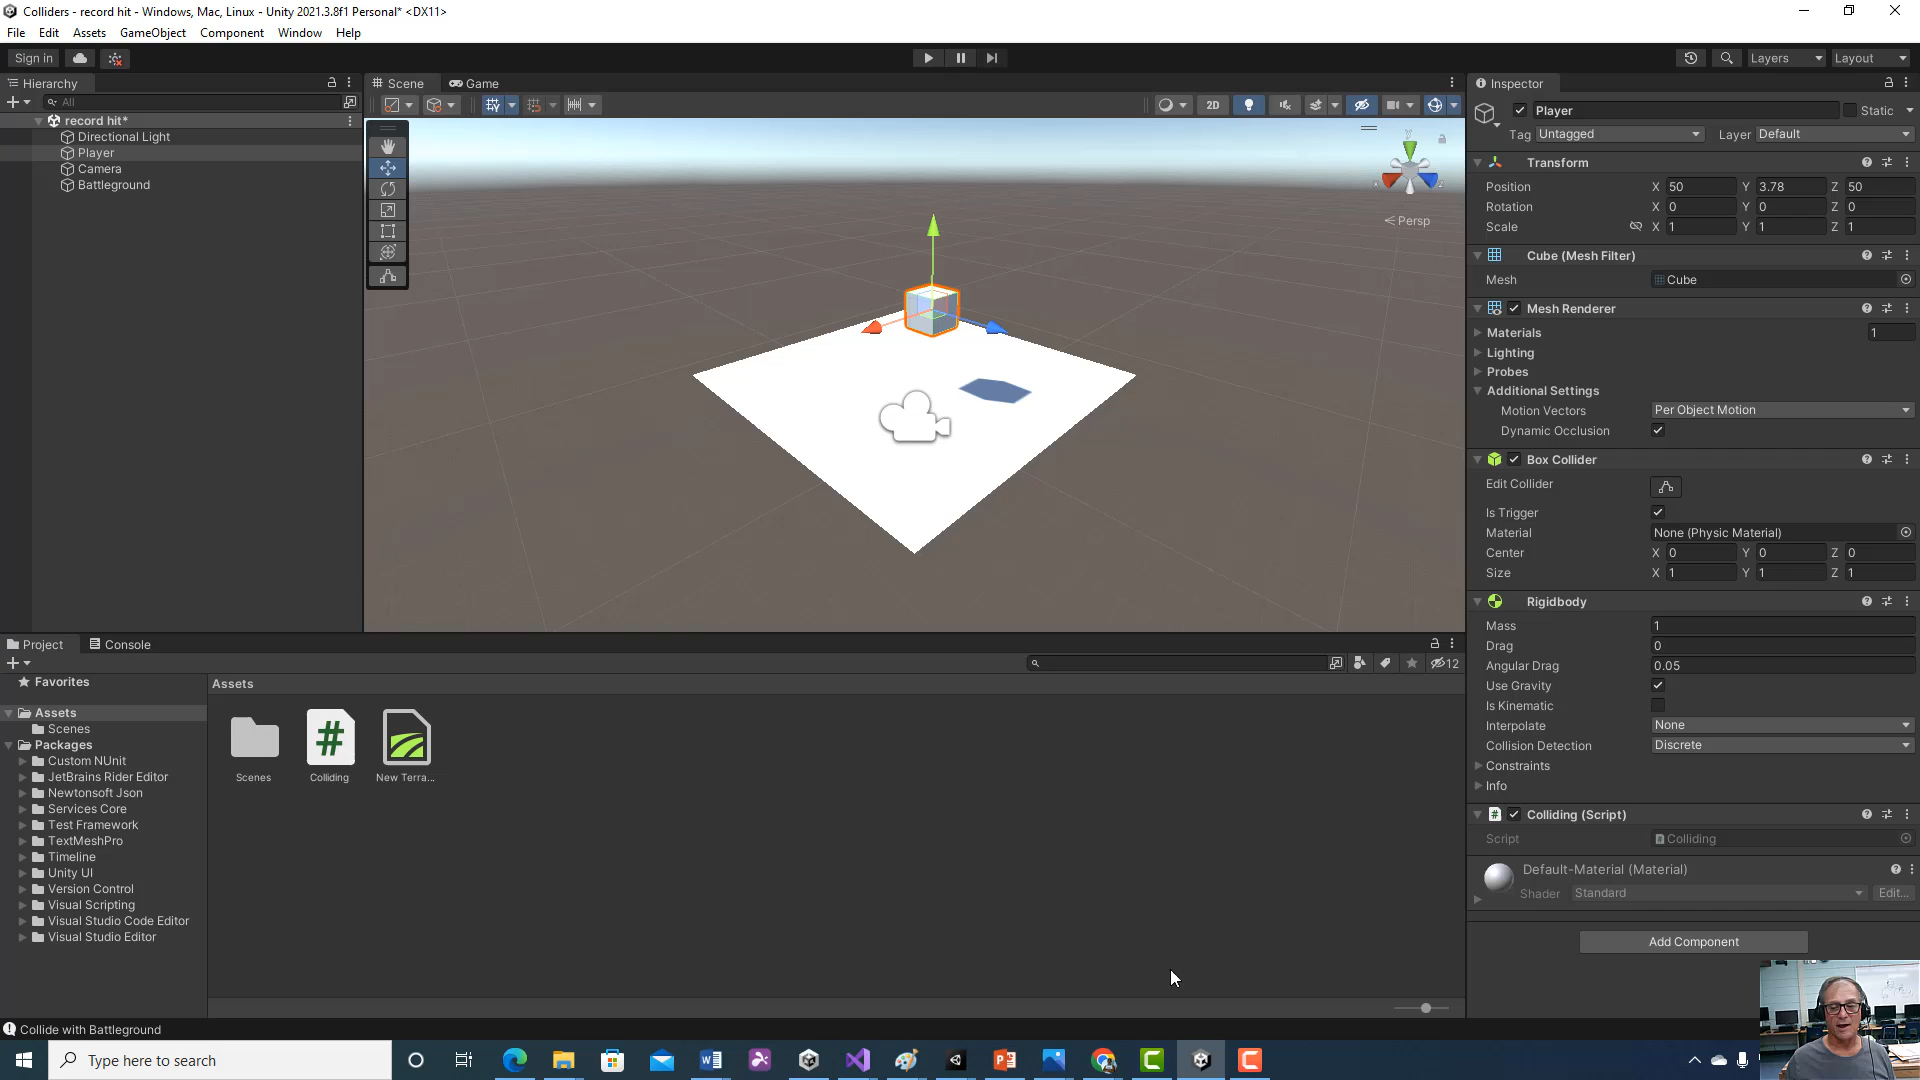 Colliders - record hit - Windows, Mac, Linux - Unity 2021.3.8f1 Personal* <DX11>
File Edit Assets GameObject Component Window Help
Sign in
Layers
Layout
Hierarchy
All
record hit*
Directional Light
Player
Camera
Battleground
Scene
Game
2D
y
Persp
Inspector
Player
Static
Tag Untagged Layer Default
Transform
Position X 50 Y 3.78 Z 50
Rotation X 0 Y 0 Z 0
Scale X 1 Y 1 Z 1
Cube (Mesh Filter)
Mesh Cube
Mesh Renderer
Materials 1
Lighting
Probes
Additional Settings
Motion Vectors Per Object Motion
Dynamic Occlusion
Box Collider
Edit Collider
Is Trigger
Material None (Physic Material)
Center X 0 Y 0 Z 0
Size X 1 Y 1 Z 1
Rigidbody
Mass 1
Drag 0
Angular Drag 0.05
Use Gravity
Is Kinematic
Interpolate None
Collision Detection Discrete
Constraints
Info
Colliding (Script)
Script Colliding
Default-Material (Material)
Shader Standard Edit...
Add Component
Project
Console
12
Favorites
Assets
Scenes
Packages
Custom NUnit
JetBrains Rider Editor
Newtonsoft Json
Services Core
Test Framework
TextMeshPro
Timeline
Unity UI
Version Control
Visual Scripting
Visual Studio Code Editor
Visual Studio Editor
Assets
Scenes
Colliding
New Terra...
Collide with Battleground
Type here to search